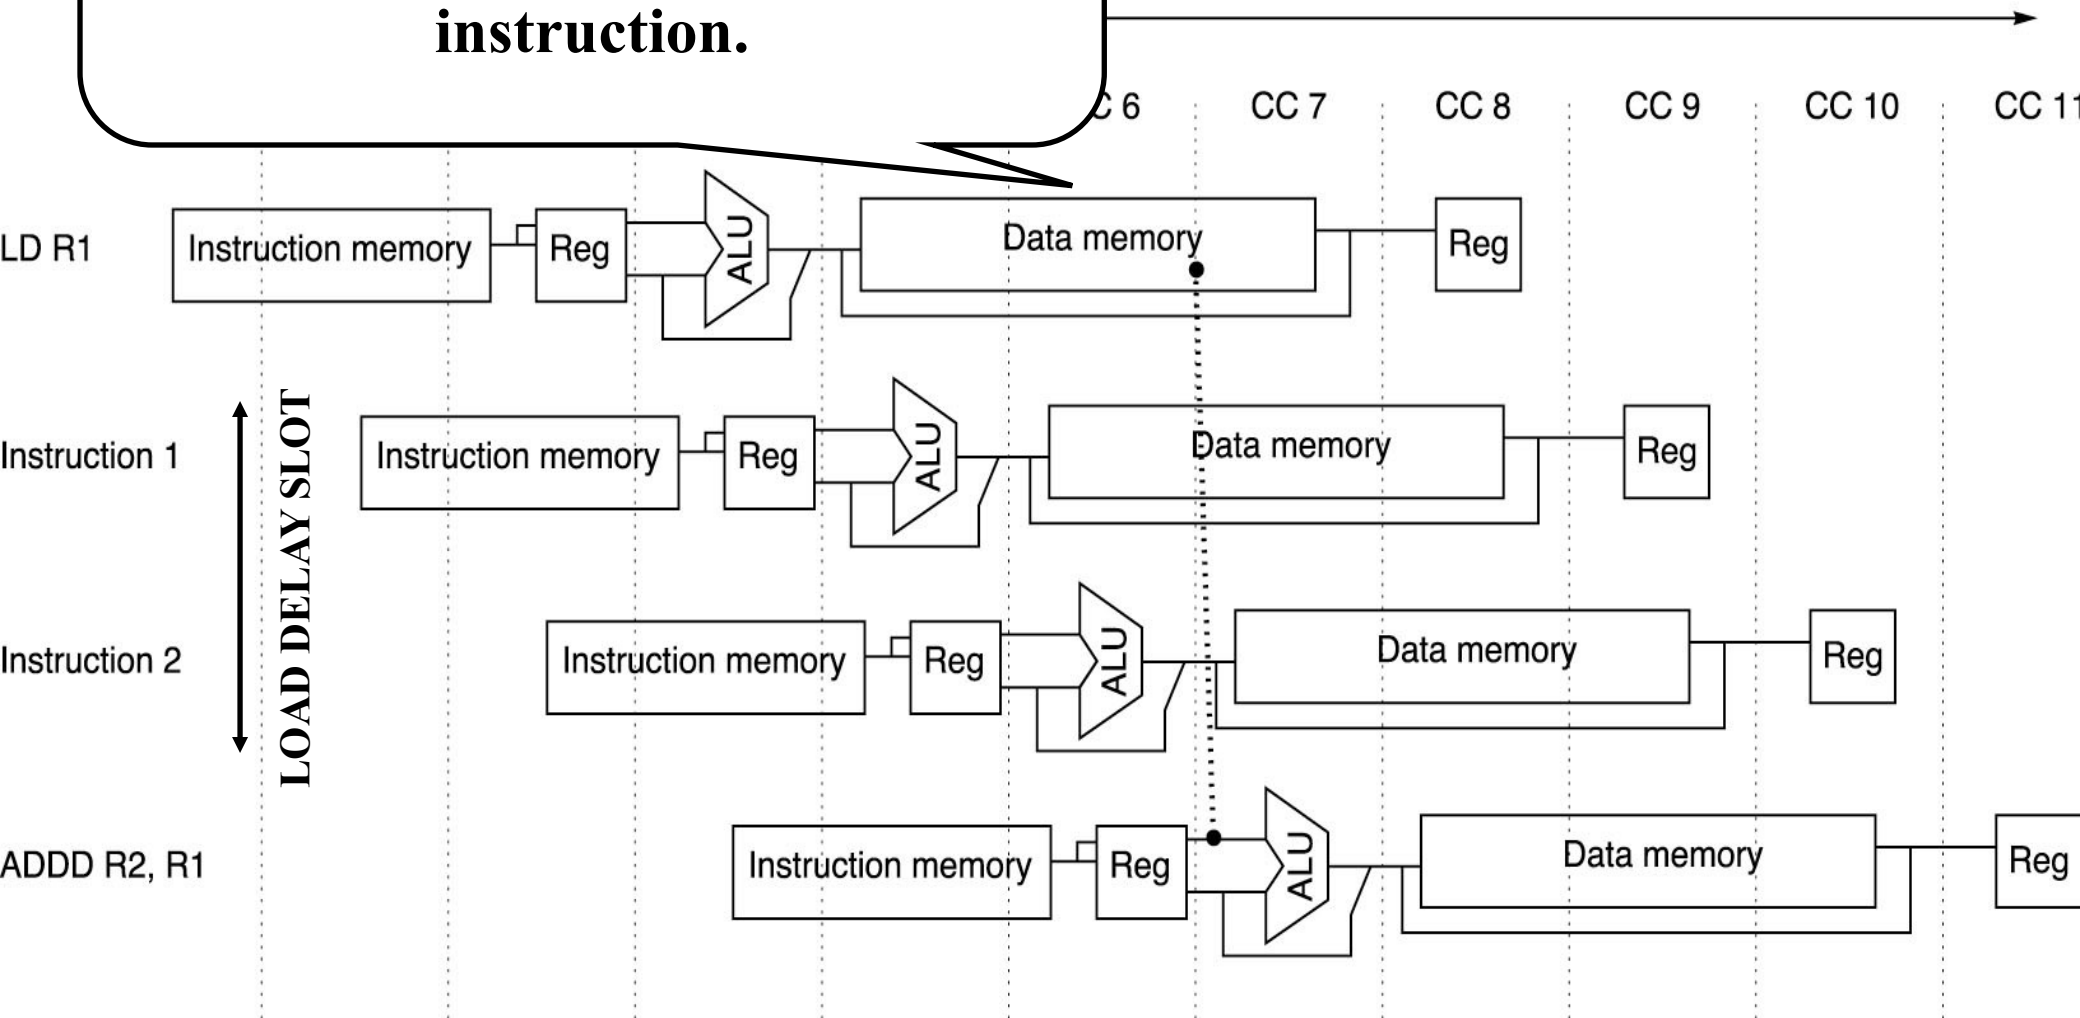 instruction.
C 6 CC 7 CC 8 CC 9 CC 10 CC 11
LD R1 Instruction memory Reg ALU Data memory Reg
LOAD DELAY SLOT
Instruction 1 Instruction memory Reg ALU Data memory Reg
Instruction 2 Instruction memory Reg ALU Data memory Reg
ADDD R2, R1 Instruction memory Reg ALU Data memory Reg